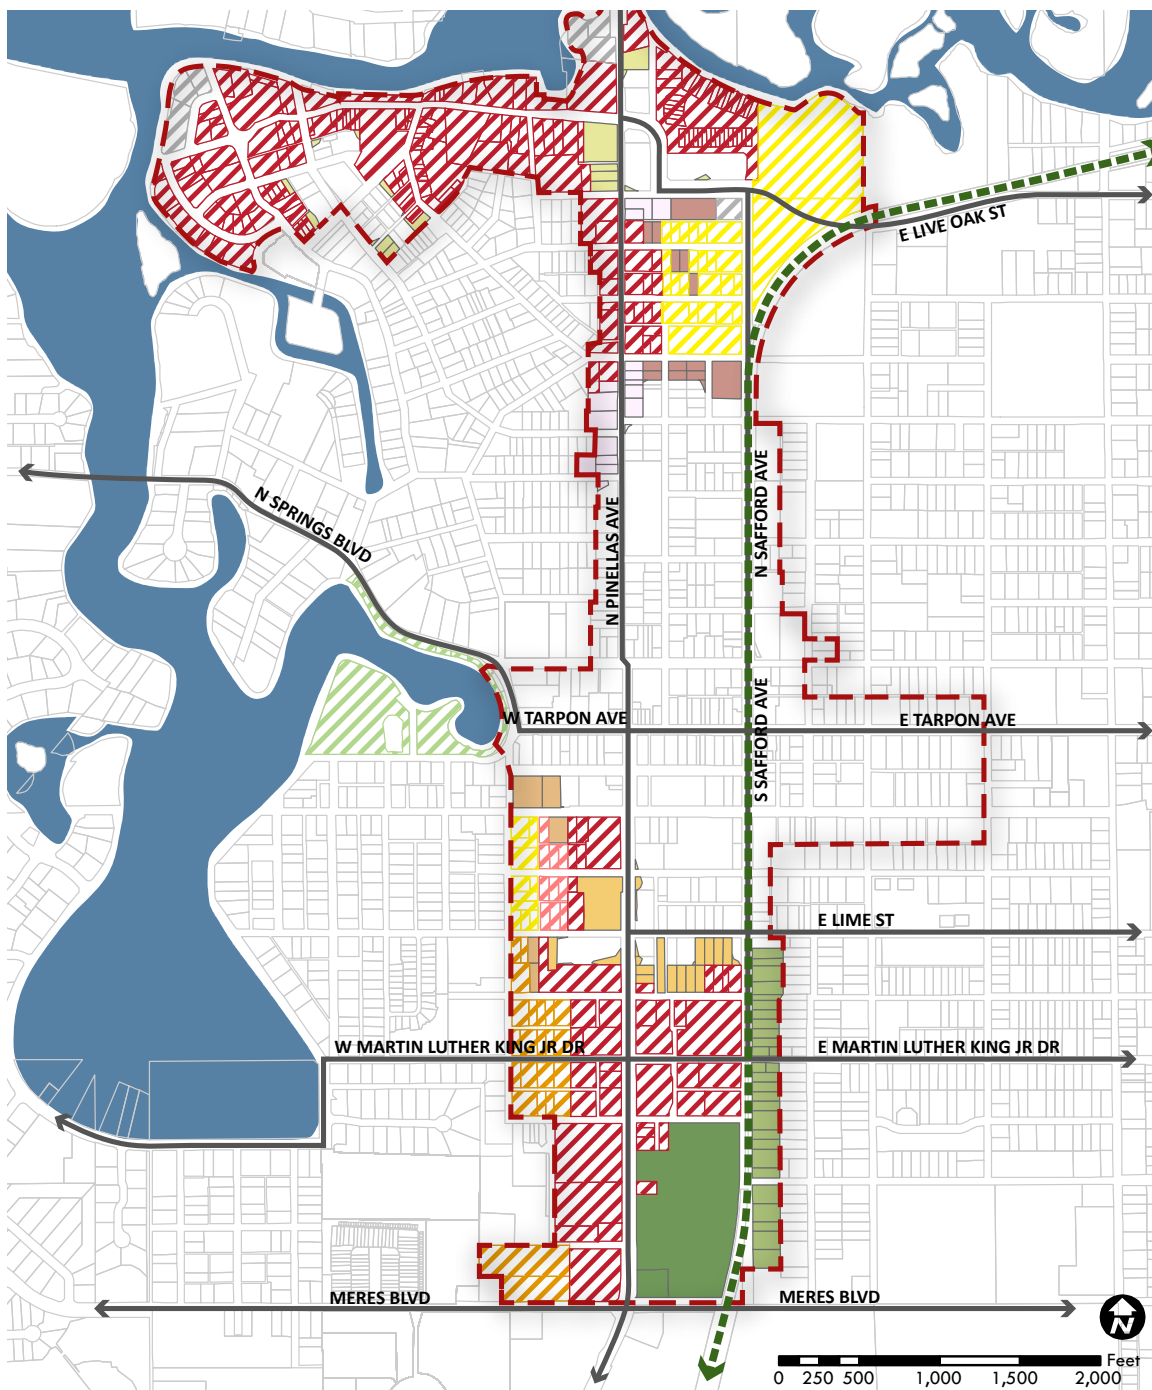 E LIVE OAK ST
N SPRINGS BLVD
N PINELLAS AVE
N SAFFORD AVE
S SAFFORD AVE
W TARPON AVE
E TARPON AVE
E LIME ST
W MARTIN LUTHER KING JR DR
E MARTIN LUTHER KING JR DR
MERES BLVD
MERES BLVD
N
Feet
0 250 500 1,000 1,500 2,000